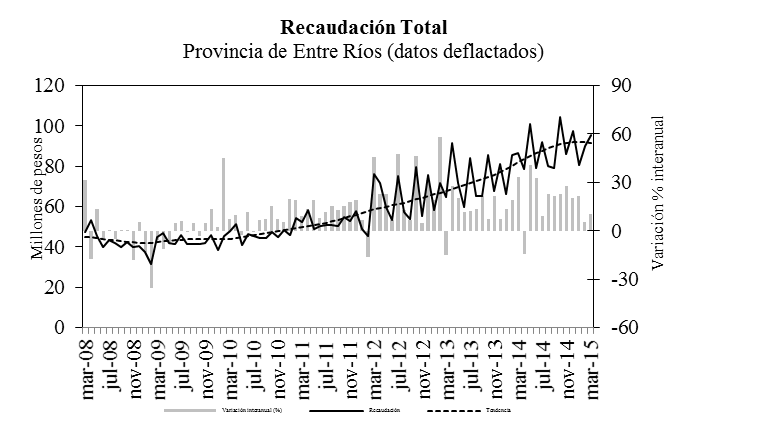 Recaudación Total
Provincia de Entre Ríos (datos deflactados)
120
100
80
60
40
20
0
Millones de pesos
90
60
30
0
-30
-60
Variación % interanual
mar-08
jul-08
nov-08
mar-09
jul-09
nov-09
mar-10
jul-10
nov-10
mar-11
jul-11
nov-11
mar-12
jul-12
nov-12
mar-13
jul-13
nov-13
mar-14
jul-14
nov-14
mar-15
Variación interanual (%)
Recaudación
Tendencia